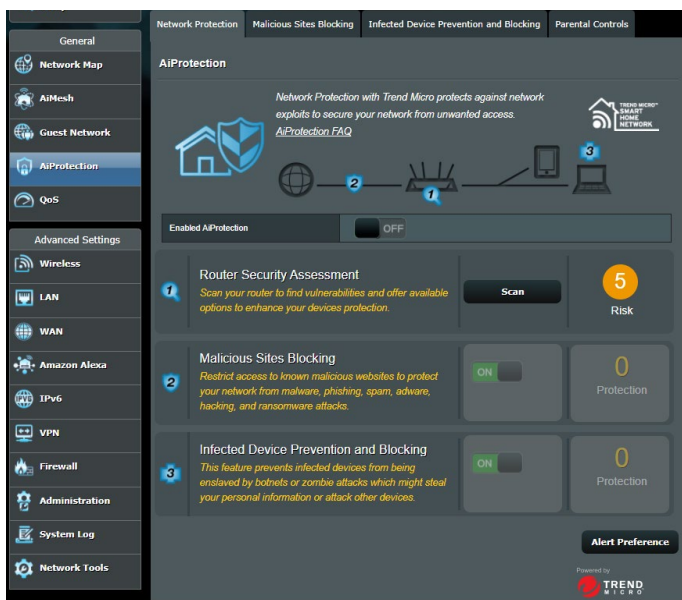 Network Protection
Malicious Sites Blocking
Infected Device Prevention and Blocking
Parental Controls
General
Network Map
AiMesh
Guest Network
AiProtection
QoS
Advanced Settings
Wireless
LAN
WAN
Amazon Alexa
IPv6
VPN
Firewall
Administration
System Log
Network Tools
AiProtection
Network Protection with Trend Micro protects against network
exploits to secure your network from unwanted access.
AiProtection FAQ
TREND MICRO™
SMART
HOME
NETWORK
2
1
3
Enabled AiProtection
OFF
1
Router Security Assessment
Scan your router to find vulnerabilities and offer available
options to enhance your devices protection.
Scan
5
Risk
2
Malicious Sites Blocking
Restrict access to known malicious websites to protect
your network from malware, phishing, spam, adware,
hacking, and ransomware attacks.
ON
0
Protection
3
Infected Device Prevention and Blocking
This feature prevents infected devices from being
enslaved by botnets or zombie attacks which might steal
your personal information or attack other devices.
ON
0
Protection
Alert Preference
Powered by
TREND
MICRO